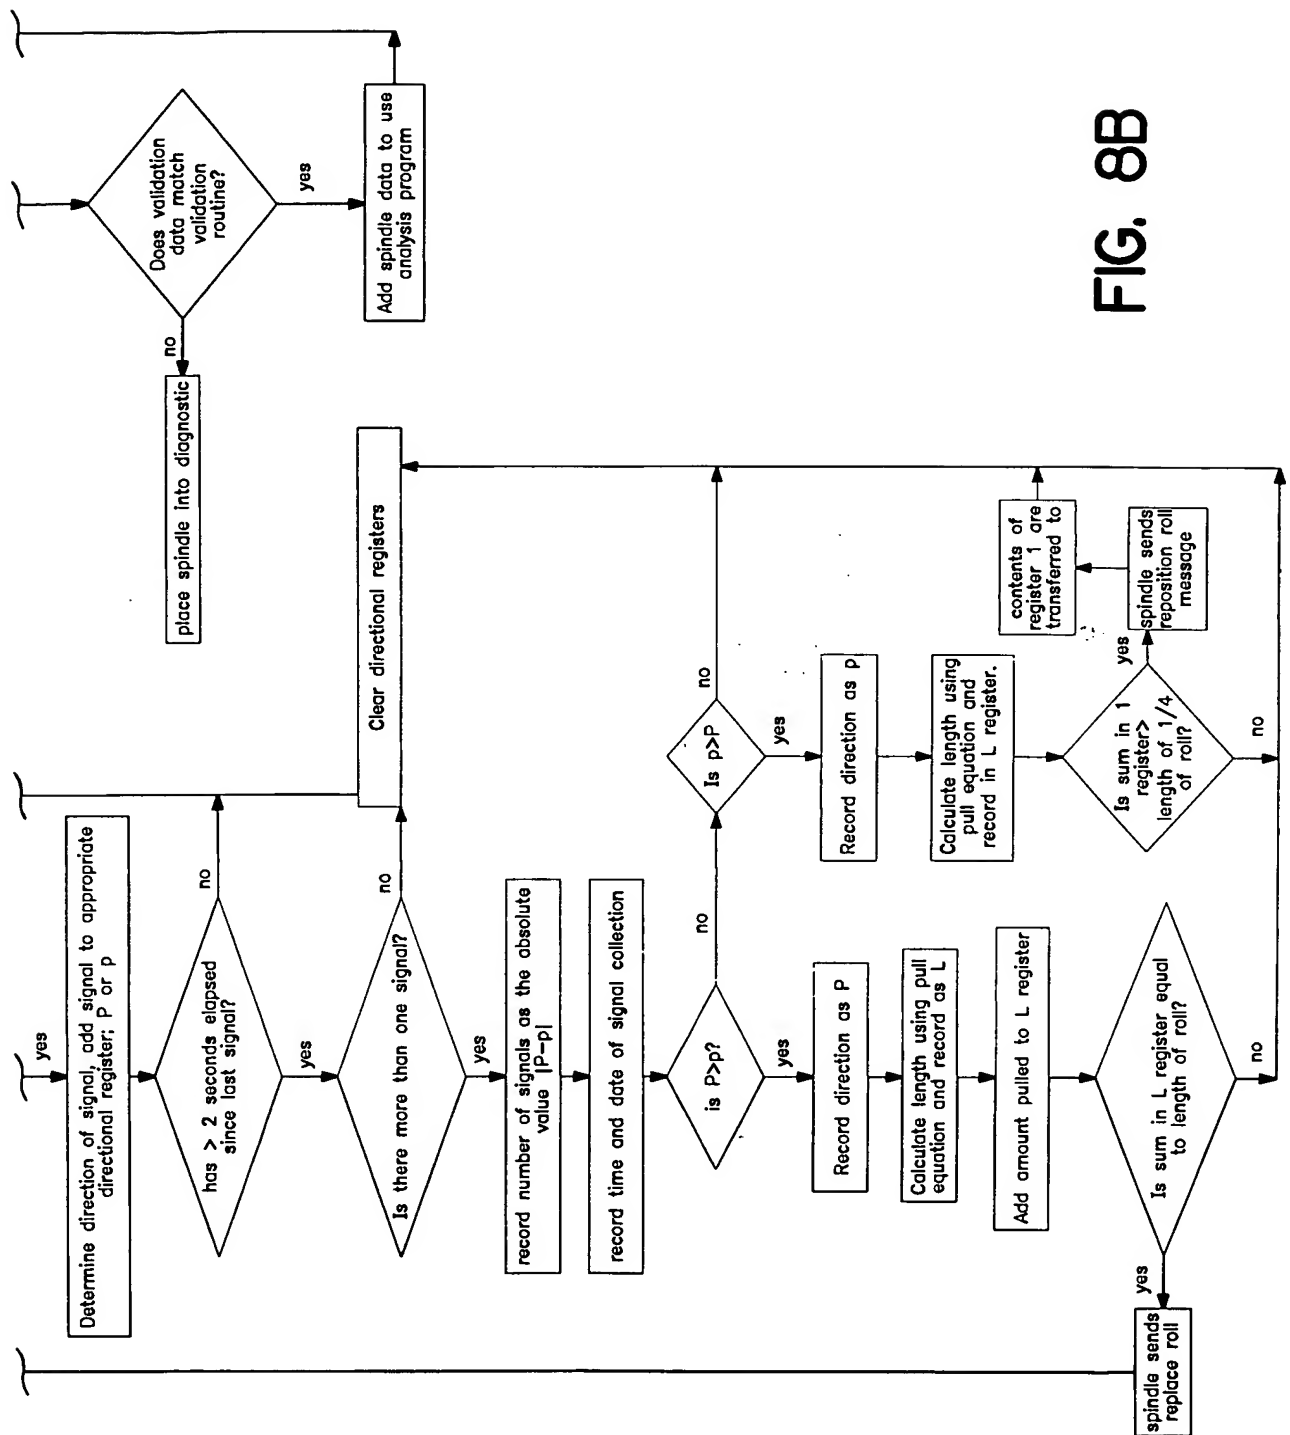 yes
Determine direction of signal, add signal to appropriate
directional register; P or p
has > 2 seconds elapsed
since last signal?
no
yes
Is there more than one signal?
no
Clear directional registers
yes
record number of signals as the absolute
value |P-p|
record time and date of signal collection
is P>p?
no
Is p>P
no
yes
Record direction as P
Calculate length using pull
equation and record as L
Add amount pulled to L register
Is sum in L register equal
to length of roll?
yes
spindle sends
replace roll
no
yes
Record direction as p
Calculate length using
pull equation and
record in L register.
Is sum in 1
register>
length of 1/4
of roll?
yes
spindle sends
reposition roll
message
contents of
register 1 are
transferred to
no
Does validation
data match
validation
routine?
no
place spindle into diagnostic
yes
Add spindle data to use
analysis program
FIG. 8B